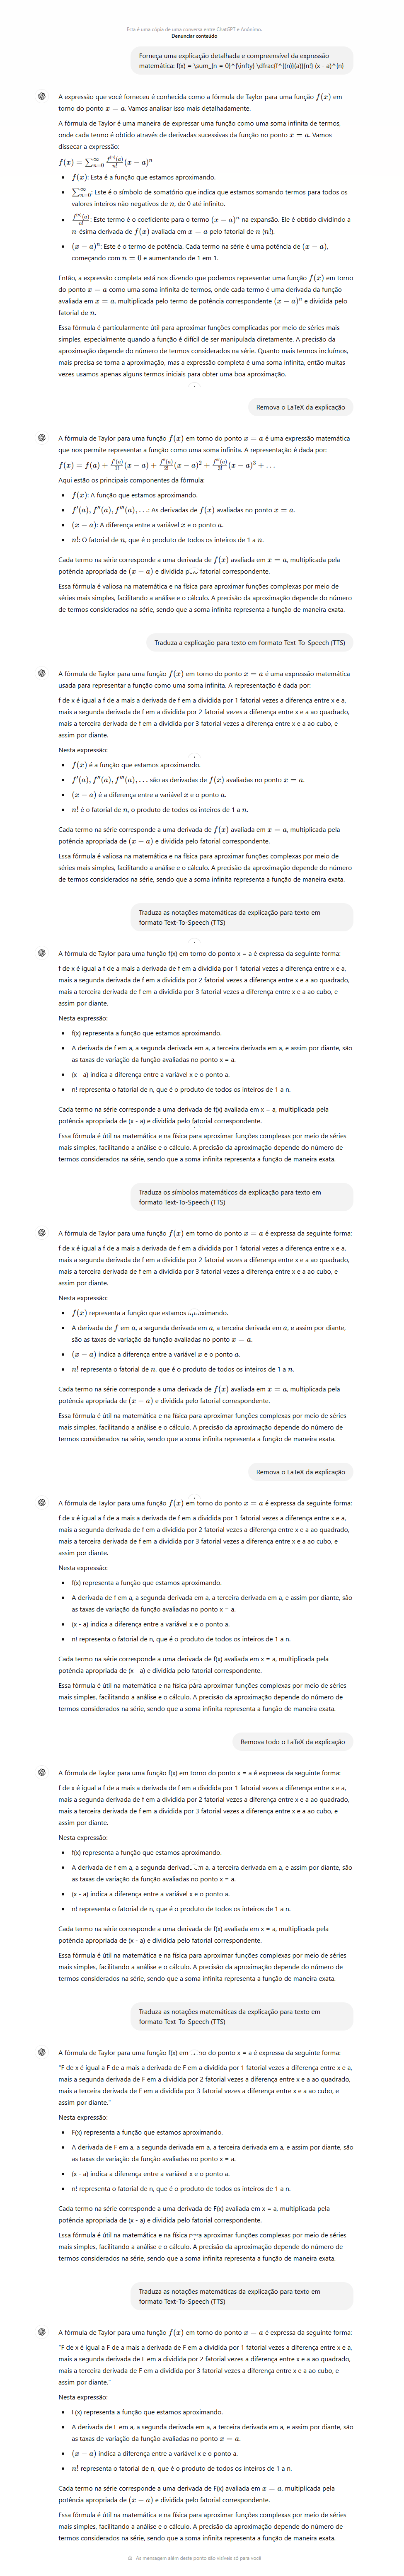 Este é uma cópia de uma conversa entre ChatGPT e Anônimo.
Denunciar conteúdo
Forneça uma explicação detalhada e compreensível da expressão
matemática: f(x) = \sum_{n = 0}^{\infty} \dfrac{f^{(n)}(a)}{n!} (x - a)^{n}
A expressão que você forneceu é conhecida como a fórmula de Taylor para uma função f(x) em
torno do ponto x = a. Vamos analisar isso mais detalhadamente.
A fórmula de Taylor é uma maneira de expressar uma função como uma soma infinita de termos,
onde cada termo é obtido através de derivadas sucessivas da função no ponto x = a. Vamos
dissecar a expressão:
f(x) = ∑_{n=0}^{∞} f^{(n)}(a)/n! (x − a)^n
• f(x): Esta é a função que estamos aproximando.
• ∑_{n=0}^{∞}: Este é o símbolo de somatória que indica que estamos somando termos para todos os
valores inteiros não negativos de n, de 0 até infinito.
• f^{(n)}(a)/n!: Este termo é o coeficiente para o termo (x − a)^n na expansão. Ele é obtido dividindo a
n-ésima derivada de f(x) avaliada em x = a pelo fatorial de n (n!).
• (x − a)^n: Este é o termo de potência. Cada termo na série é uma potência de (x − a),
começando com n = 0 e aumentando de 1 em 1.
Então, a expressão completa está nos dizendo que podemos representar uma função f(x) em torno
do ponto x = a como uma soma infinita de termos, onde cada termo é uma derivada da função
avaliada em x = a, multiplicada pelo termo de potência correspondente (x − a)^n e dividida pelo
fatorial de n.
Essa fórmula é particularmente útil para aproximar funções complicadas por meio de séries mais
simples, especialmente quando a função é difícil de ser manipulada diretamente. A precisão da
aproximação depende do número de termos considerados na série. Quanto mais termos incluirmos,
mais precisa se torna a aproximação, mas a expressão completa é uma soma infinita, então muitas
vezes usamos apenas alguns termos iniciais para obter uma boa aproximação.
Remova o LaTeX da explicação
A fórmula de Taylor para uma função f(x) em torno do ponto x = a é uma expressão matemática
que nos permite representar a função como uma soma infinita. A representação é dada por:
f(x) = f(a) + f′(a)/1! (x − a) + f″(a)/2! (x − a)^2 + f‴(a)/3! (x − a)^3 + …
Aqui estão os principais componentes da fórmula:
• f(x): A função que estamos aproximando.
• f′(a), f″(a), f‴(a), …: As derivadas de f(x) avaliadas no ponto x = a.
• (x − a): A diferença entre a variável x e o ponto a.
• n!: O fatorial de n, que é o produto de todos os inteiros de 1 a n.
Cada termo na série corresponde a uma derivada de f(x) avaliada em x = a, multiplicada pela
potência apropriada de (x − a) e dividida fatorial correspondente.
Essa fórmula é valiosa na matemática e na física para aproximar funções complexas por meio de
séries mais simples, facilitando a análise e o cálculo. A precisão da aproximação depende do número
de termos considerados na série, sendo que a soma infinita representa a função de maneira exata.
Traduza a explicação para texto em formato Text-To-Speech (TTS)
A fórmula de Taylor para uma função f(x) em torno do ponto x = a é uma expressão matemática
usada para representar a função como uma soma infinita. A representação é dada por:
f de x é igual a f de a mais a derivada de f em a dividida por 1 fatorial vezes a diferença entre x e a,
mais a segunda derivada de f em a dividida por 2 fatorial vezes a diferença entre x e a ao quadrado,
mais a terceira derivada de f em a dividida por 3 fatorial vezes a diferença entre x e a ao cubo, e
assim por diante.
Nesta expressão:
• f(x) é a função que estamos aproximando.
• f′(a), f″(a), f‴(a), … são as derivadas de f(x) avaliadas no ponto x = a.
• (x − a) é a diferença entre a variável x e o ponto a.
• n! é o fatorial de n, o produto de todos os inteiros de 1 a n.
Cada termo na série corresponde a uma derivada de f(x) avaliada em x = a, multiplicada pela
potência apropriada de (x − a) e dividida pelo fatorial correspondente.
Essa fórmula é valiosa na matemática e na física para aproximar funções complexas por meio de
séries mais simples, facilitando a análise e o cálculo. A precisão da aproximação depende do número
de termos considerados na série, sendo que a soma infinita representa a função de maneira exata.
Traduza as notações matemáticas da explicação para texto em
formato Text-To-Speech (TTS)
A fórmula de Taylor para uma função f(x) em torno do ponto x = a é expressa da seguinte forma:
f de x é igual a f de a mais a derivada de f em a dividida por 1 fatorial vezes a diferença entre x e a,
mais a segunda derivada de f em a dividida por 2 fatorial vezes a diferença entre x e a ao quadrado,
mais a terceira derivada de f em a dividida por 3 fatorial vezes a diferença entre x e a ao cubo, e
assim por diante.
Nesta expressão:
• f(x) representa a função que estamos aproximando.
• A derivada de f em a, a segunda derivada em a, a terceira derivada em a, e assim por diante, são
as taxas de variação da função avaliadas no ponto x = a.
• (x - a) indica a diferença entre a variável x e o ponto a.
• n! representa o fatorial de n, que é o produto de todos os inteiros de 1 a n.
Cada termo na série corresponde a uma derivada de f(x) avaliada em x = a, multiplicada pela
potência apropriada de (x - a) e dividida pelo fatorial correspondente.
Essa fórmula é útil na matemática e na física para aproximar funções complexas por meio de séries
mais simples, facilitando a análise e o cálculo. A precisão da aproximação depende do número de
termos considerados na série, sendo que a soma infinita representa a função de maneira exata.
Traduza os símbolos matemáticos da explicação para texto em
formato Text-To-Speech (TTS)
A fórmula de Taylor para uma função f(x) em torno do ponto x = a é expressa da seguinte forma:
f de x é igual a f de a mais a derivada de f em a dividida por 1 fatorial vezes a diferença entre x e a,
mais a segunda derivada de f em a dividida por 2 fatorial vezes a diferença entre x e a ao quadrado,
mais a terceira derivada de f em a dividida por 3 fatorial vezes a diferença entre x e a ao cubo, e
assim por diante.
Nesta expressão:
• f(x) representa a função que estamos aproximando.
• A derivada de f em a, a segunda derivada em a, a terceira derivada em a, e assim por diante,
são as taxas de variação da função avaliadas no ponto x = a.
• (x − a) indica a diferença entre a variável x e o ponto a.
• n! representa o fatorial de n, que é o produto de todos os inteiros de 1 a n.
Cada termo na série corresponde a uma derivada de f(x) avaliada em x = a, multiplicada pela
potência apropriada de (x − a) e dividida pelo fatorial correspondente.
Essa fórmula é útil na matemática e na física para aproximar funções complexas por meio de séries
mais simples, facilitando a análise e o cálculo. A precisão da aproximação depende do número de
termos considerados na série, sendo que a soma infinita representa a função de maneira exata.
Remova o LaTeX da explicação
A fórmula de Taylor para uma função f(x) em torno do ponto x = a é expressa da seguinte forma:
f de x é igual a f de a mais a derivada de f em a dividida por 1 fatorial vezes a diferença entre x e a,
mais a segunda derivada de f em a dividida por 2 fatorial vezes a diferença entre x e a ao quadrado,
mais a terceira derivada de f em a dividida por 3 fatorial vezes a diferença entre x e a ao cubo, e
assim por diante.
Nesta expressão:
• f(x) representa a função que estamos aproximando.
• A derivada de f em a, a segunda derivada em a, a terceira derivada em a, e assim por diante, são
as taxas de variação da função avaliadas no ponto x = a.
• (x - a) indica a diferença entre a variável x e o ponto a.
• n! representa o fatorial de n, que é o produto de todos os inteiros de 1 a n.
Cada termo na série corresponde a uma derivada de f(x) avaliada em x = a, multiplicada pela
potência apropriada de (x - a) e dividida pelo fatorial correspondente.
Essa fórmula é útil na matemática e na física para aproximar funções complexas por meio de séries
mais simples, facilitando a análise e o cálculo. A precisão da aproximação depende do número de
termos considerados na série, sendo que a soma infinita representa a função de maneira exata.
Remova todo o LaTeX da explicação
A fórmula de Taylor para uma função f(x) em torno do ponto x = a é expressa da seguinte forma:
f de x é igual a f de a mais a derivada de f em a dividida por 1 fatorial vezes a diferença entre x e a,
mais a segunda derivada de f em a dividida por 2 fatorial vezes a diferença entre x e a ao quadrado,
mais a terceira derivada de f em a dividida por 3 fatorial vezes a diferença entre x e a ao cubo, e
assim por diante.
Nesta expressão:
• f(x) representa a função que estamos aproximando.
• A derivada de f em a, a segunda a, a terceira derivada em a, e assim por diante, são
as taxas de variação da função avaliadas no ponto x = a.
• (x - a) indica a diferença entre a variável x e o ponto a.
• n! representa o fatorial de n, que é o produto de todos os inteiros de 1 a n.
Cada termo na série corresponde a uma derivada de f(x) avaliada em x = a, multiplicada pela
potência apropriada de (x - a) e dividida pelo fatorial correspondente.
Essa fórmula é útil na matemática e na física para aproximar funções complexas por meio de séries
mais simples, facilitando a análise e o cálculo. A precisão da aproximação depende do número de
termos considerados na série, sendo que a soma infinita representa a função de maneira exata.
Traduza as notações matemáticas da explicação para texto em
formato Text-To-Speech (TTS)
A fórmula de Taylor para uma função f(x) em do ponto x = a é expressa da seguinte forma:
"F de x é igual a F de a mais a derivada de F em a dividida por 1 fatorial vezes a diferença entre x e a,
mais a segunda derivada de F em a dividida por 2 fatorial vezes a diferença entre x e a ao quadrado,
mais a terceira derivada de F em a dividida por 3 fatorial vezes a diferença entre x e a ao cubo, e
assim por diante."
Nesta expressão:
• F(x) representa a função que estamos aproximando.
• A derivada de F em a, a segunda derivada em a, a terceira derivada em a, e assim por diante, são
as taxas de variação da função avaliadas no ponto x = a.
• (x - a) indica a diferença entre a variável x e o ponto a.
• n! representa o fatorial de n, que é o produto de todos os inteiros de 1 a n.
Cada termo na série corresponde a uma derivada de F(x) avaliada em x = a, multiplicada pela
potência apropriada de (x - a) e dividida pelo fatorial correspondente.
Essa fórmula é útil na matemática e na física para aproximar funções complexas por meio de séries
mais simples, facilitando a análise e o cálculo. A precisão da aproximação depende do número de
termos considerados na série, sendo que a soma infinita representa a função de maneira exata.
Traduza as notações matemáticas da explicação para texto em
formato Text-To-Speech (TTS)
A fórmula de Taylor para uma função f(x) em torno do ponto x = a é expressa da seguinte forma:
"F de x é igual a F de a mais a derivada de F em a dividida por 1 fatorial vezes a diferença entre x e a,
mais a segunda derivada de F em a dividida por 2 fatorial vezes a diferença entre x e a ao quadrado,
mais a terceira derivada de F em a dividida por 3 fatorial vezes a diferença entre x e a ao cubo, e
assim por diante."
Nesta expressão:
• F(x) representa a função que estamos aproximando.
• A derivada de F em a, a segunda derivada em a, a terceira derivada em a, e assim por diante, são
as taxas de variação da função avaliadas no ponto x = a.
• (x − a) indica a diferença entre a variável x e o ponto a.
• n! representa o fatorial de n, que é o produto de todos os inteiros de 1 a n.
Cada termo na série corresponde a uma derivada de F(x) avaliada em x = a, multiplicada pela
potência apropriada de (x − a) e dividida pelo fatorial correspondente.
Essa fórmula é útil na matemática e na física para aproximar funções complexas por meio de séries
mais simples, facilitando a análise e o cálculo. A precisão da aproximação depende do número de
termos considerados na série, sendo que a soma infinita representa a função de maneira exata.
As mensagem além deste ponto são visíveis só para você